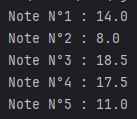 Note N°1 : 14.0
Note N°2 : 8.0
Note N°3 : 18.5
Note N°4 : 17.5
Note N°5 : 11.0